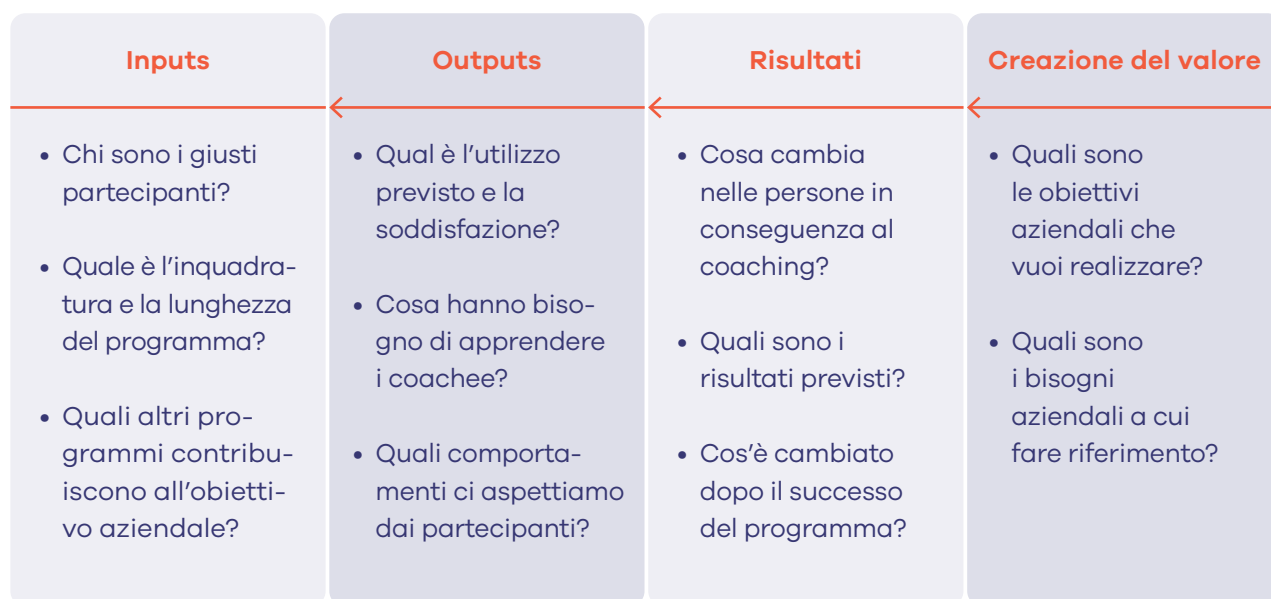 Inputs
• Chi sono i giusti
partecipanti?
• Quale è l’inquadra-
tura e la lunghezza
del programma?
• Quali altri pro-
grammi contribu-
iscono all’obietti-
vo aziendale?
Outputs
• Qual è l’utilizzo
previsto e la
soddisfazione?
• Cosa hanno biso-
gno di apprendere
i coachee?
• Quali comporta-
menti ci aspettiamo
dai partecipanti?
Risultati
• Cosa cambia
nelle persone in
conseguenza al
coaching?
• Quali sono i
risultati previsti?
• Cos’è cambiato
dopo il successo
del programma?
Creazione del valore
• Quali sono
le obiettivi
aziendali che
vuoi realizzare?
• Quali sono
i bisogni
aziendali a cui
fare riferimento?